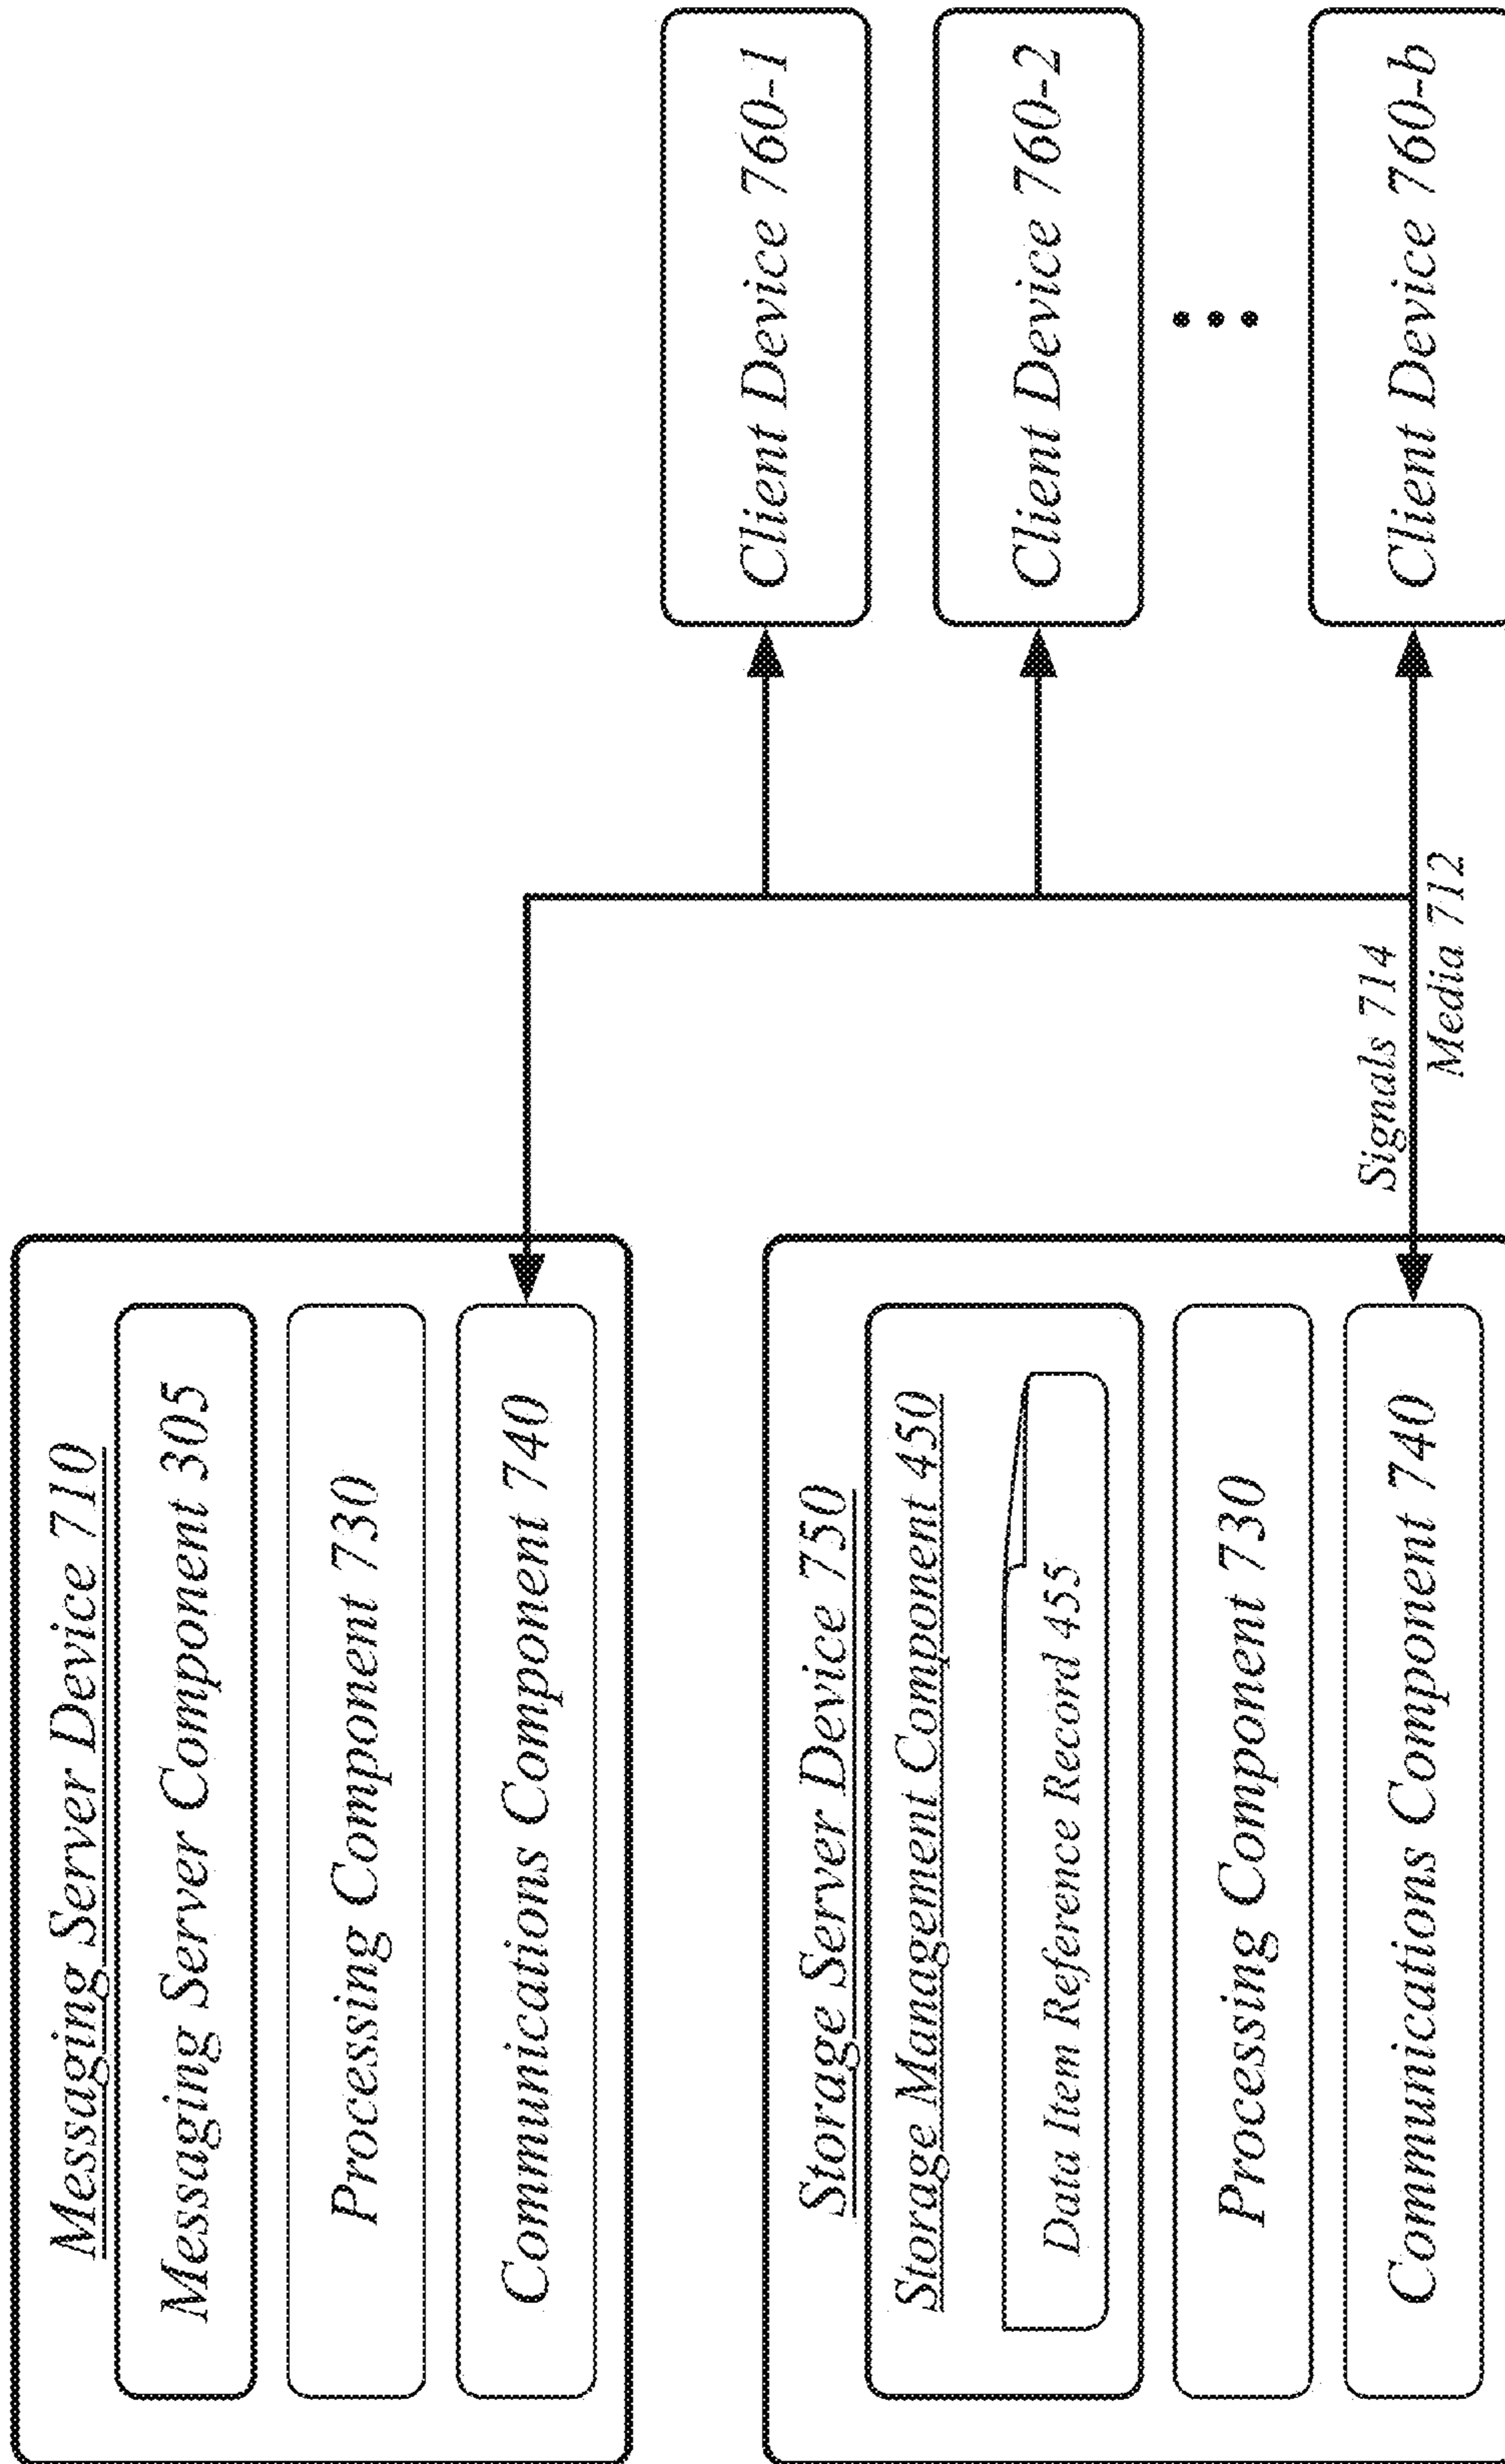 Messaging Server Device 710
Messaging Server Component 305
Processing Component 730
Communications Component 740
Storage Server Device 750
Storage Management Component 450
Data Item Reference Record 455
Processing Component 730
Communications Component 740
Signals 714
Media 712
Client Device 760-1
Client Device 760-2
Client Device 760-b